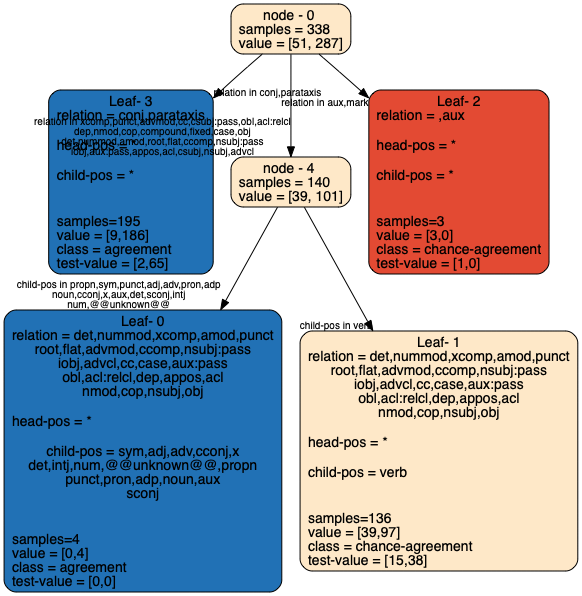 node - 0
samples = 338
value = [51, 287]
relation in conj,parataxis
relation in aux,mark
Leaf- 3
relation = conj,parataxis
head-pos = *
child-pos = *
samples=195
value = [9,186]
class = agreement
test-value = [2,65]
relation in xcomp,punct,advmod,cc,csubj:pass,obl,acl:relcl
dep,nmod,cop,compound,fixed,case,obj
det,nummod,amod,root,flat,ccomp,nsubj:pass
iobj,aux:pass,appos,acl,csubj,nsubj,advcl
Leaf- 2
relation = ,aux
head-pos = *
child-pos = *
samples=3
value = [3,0]
class = chance-agreement
test-value = [1,0]
node - 4
samples = 140
value = [39, 101]
child-pos in propn,sym,punct,adj,adv,pron,adp
noun,cconj,x,aux,det,sconj,intj
num,@@unknown@@
child-pos in verb
Leaf- 0
relation = det,nummod,xcomp,amod,punct
root,flat,advmod,ccomp,nsubj:pass
iobj,advcl,cc,case,aux:pass
obl,acl:relcl,dep,appos,acl
nmod,cop,nsubj,obj
head-pos = *
child-pos = sym,adj,adv,cconj,x
det,intj,num,@@unknown@@,propn
punct,pron,adp,noun,aux
sconj
samples=4
value = [0,4]
class = agreement
test-value = [0,0]
Leaf- 1
relation = det,nummod,xcomp,amod,punct
root,flat,advmod,ccomp,nsubj:pass
iobj,advcl,cc,case,aux:pass
obl,acl:relcl,dep,appos,acl
nmod,cop,nsubj,obj
head-pos = *
child-pos = verb
samples=136
value = [39,97]
class = chance-agreement
test-value = [15,38]